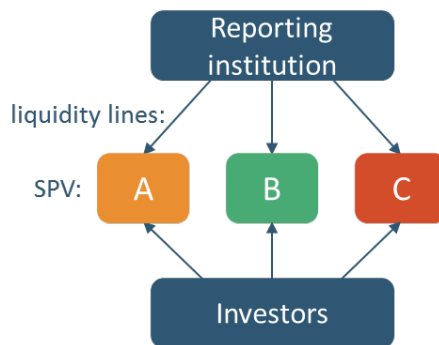 Reporting
institution
liquidity lines:
SPV:
A
B
C
Investors